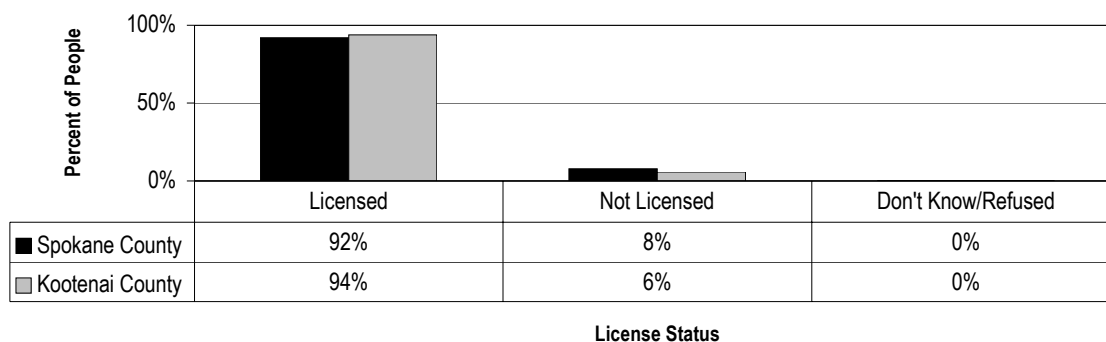 100%
50%
0%
Percent of People
Licensed Not Licensed Don't Know/Refused
Spokane County 92% 8% 0%
Kootenai County 94% 6% 0%
License Status